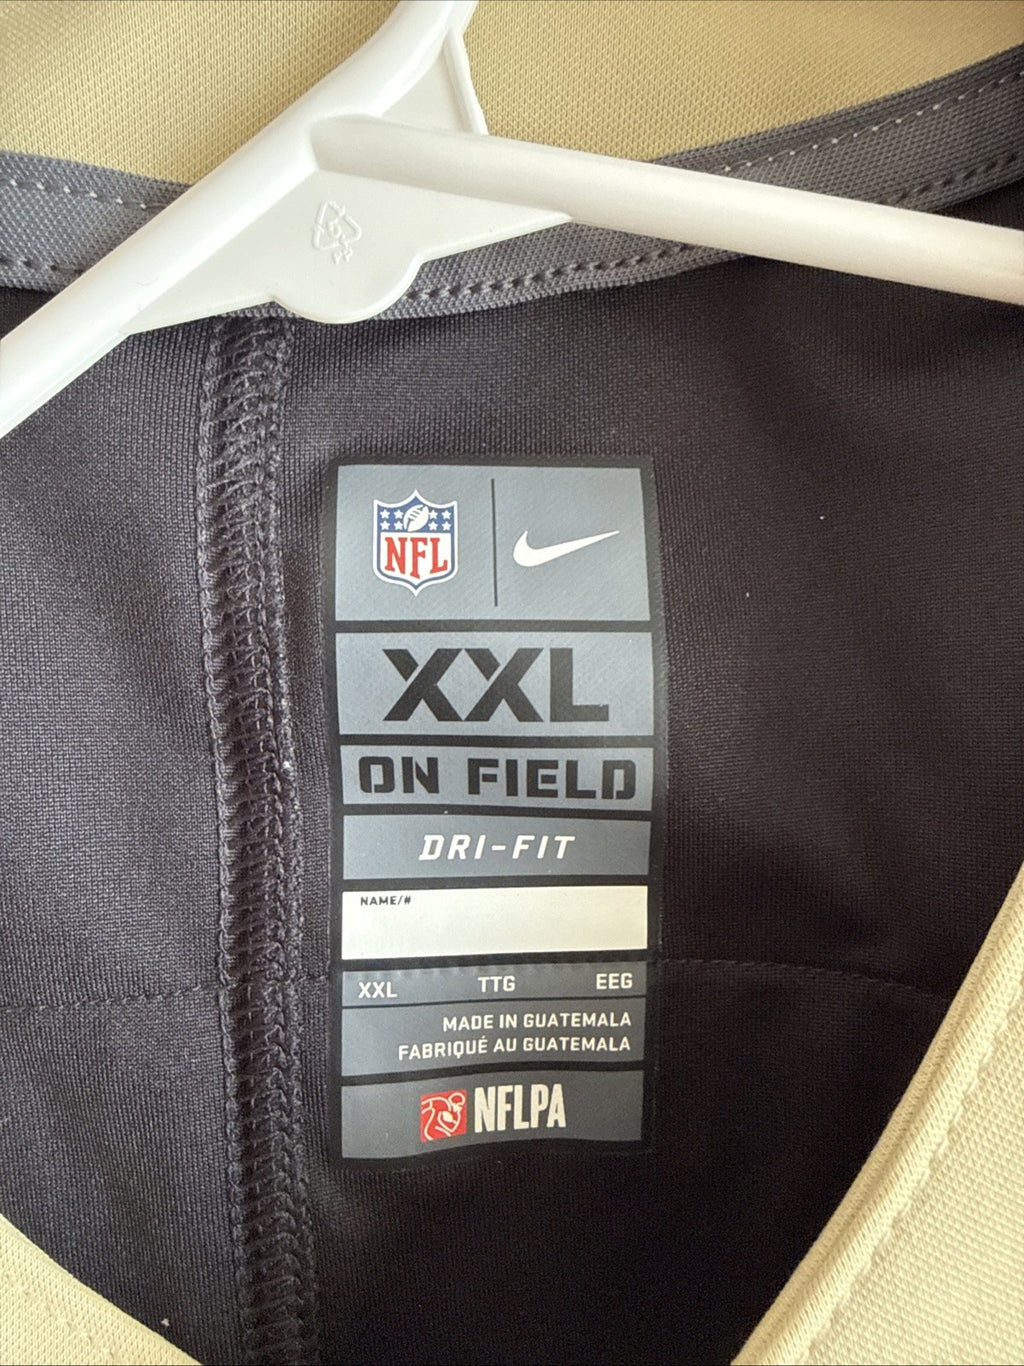 NFL
XXL
ON FIELD
DRI-FIT
NAME/#
XXL TTG EEG
MADE IN GUATEMALA
FABRIQUÉ AU GUATEMALA
NFLPA